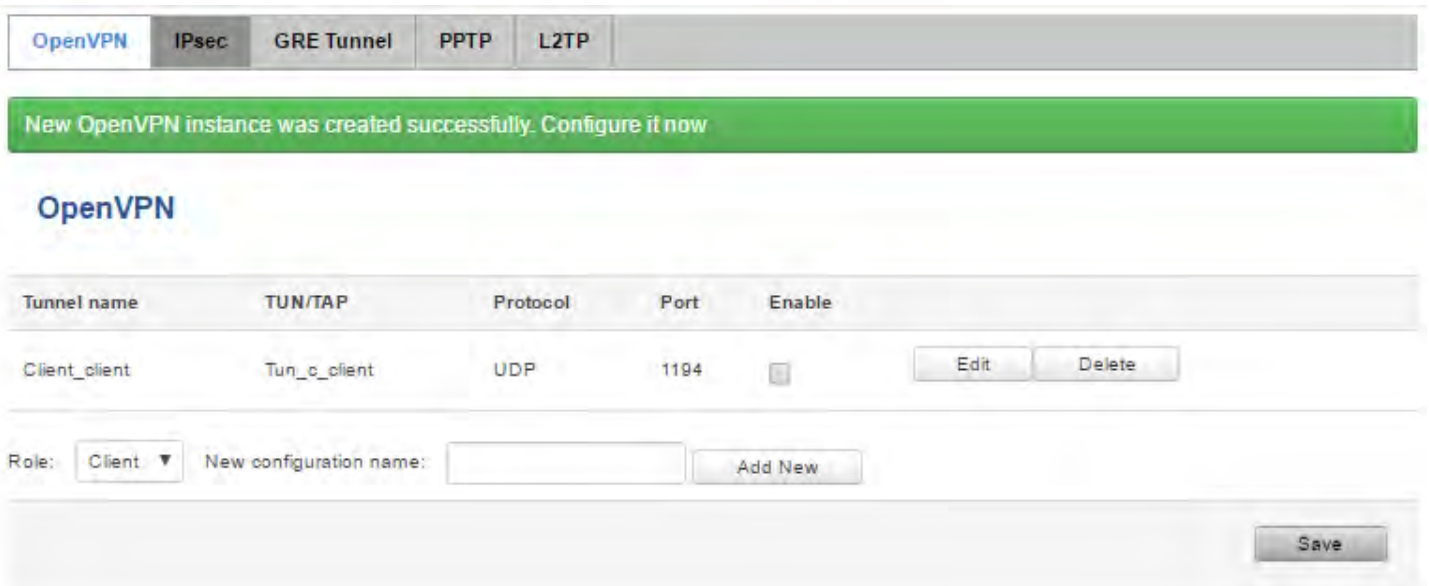 OpenVPN IPsec GRE Tunnel PPTP L2TP
New OpenVPN instance was created successfully. Configure it now
OpenVPN
Tunnel name TUN/TAP Protocol Port Enable
Client_client Tun_c_client UDP 1194 Edit Delete
Role: Client New configuration name: Add New
Save